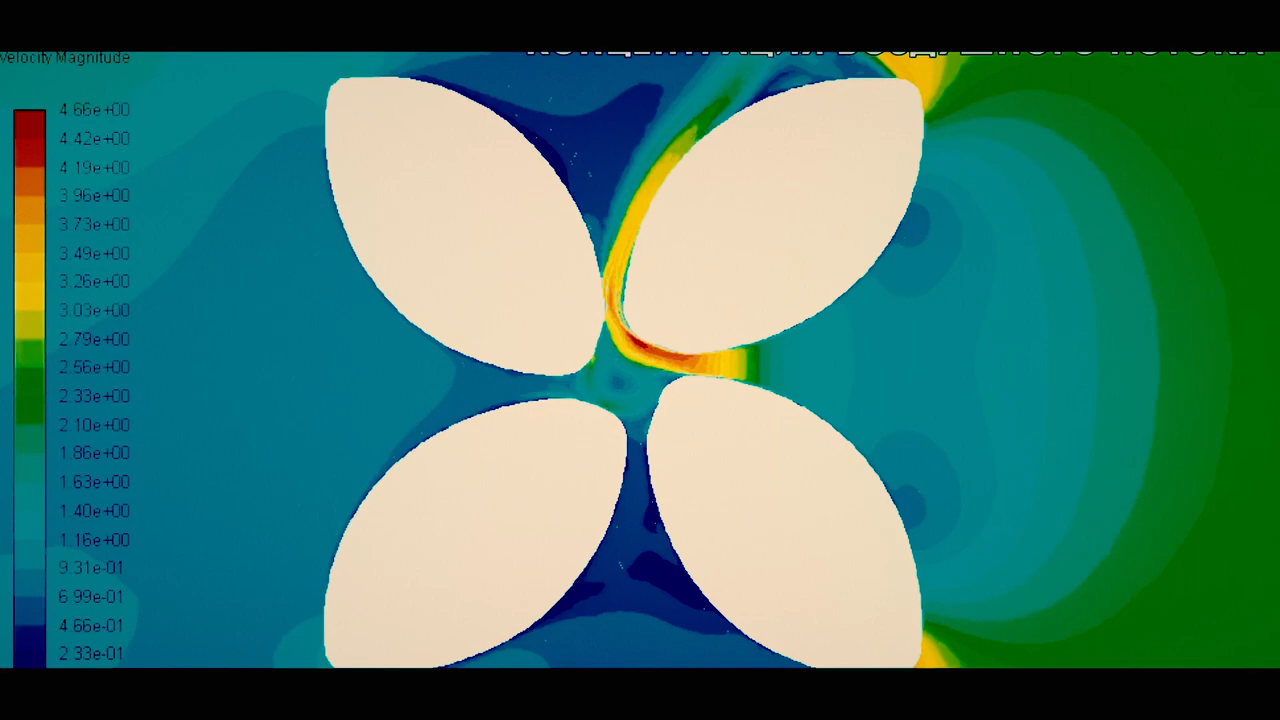 КОНЦЕНТРАЦИЯ ВОЗДУШНОГО ПОТОКА
Velocity Magnitude
4.66e+00
4.42e+00
4.19e+00
3.96e+00
3.73e+00
3.49e+00
3.26e+00
3.03e+00
2.79e+00
2.56e+00
2.33e+00
2.10e+00
1.86e+00
1.63e+00
1.40e+00
1.16e+00
9.31e-01
6.99e-01
4.66e-01
2.33e-01